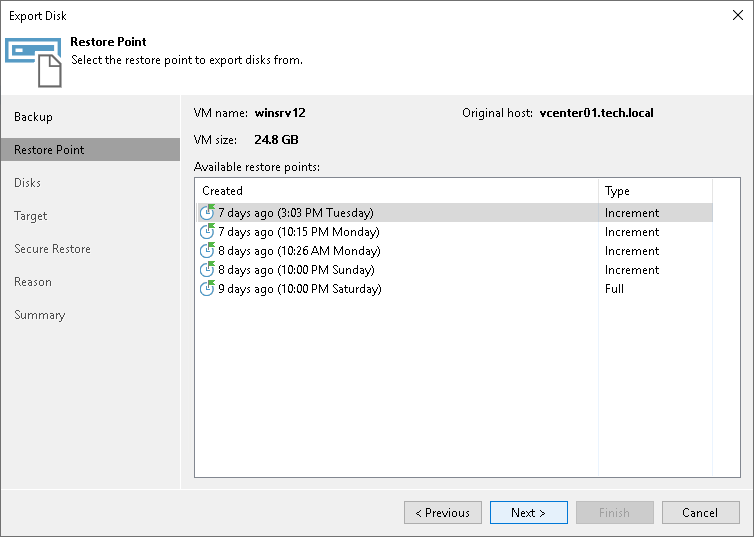 Export Disk
Restore Point
Select the restore point to export disks from.
Backup
Restore Point
Disks
Target
Secure Restore
Reason
Summary
VM name: winsrv12 Original host: vcenter01.tech.local
VM size: 24.8 GB
Available restore points:
Created Type
7 days ago (3:03 PM Tuesday) Increment
7 days ago (10:15 PM Monday) Increment
8 days ago (10:26 AM Monday) Increment
8 days ago (10:00 PM Sunday) Increment
9 days ago (10:00 PM Saturday) Full
< Previous Next > Finish Cancel